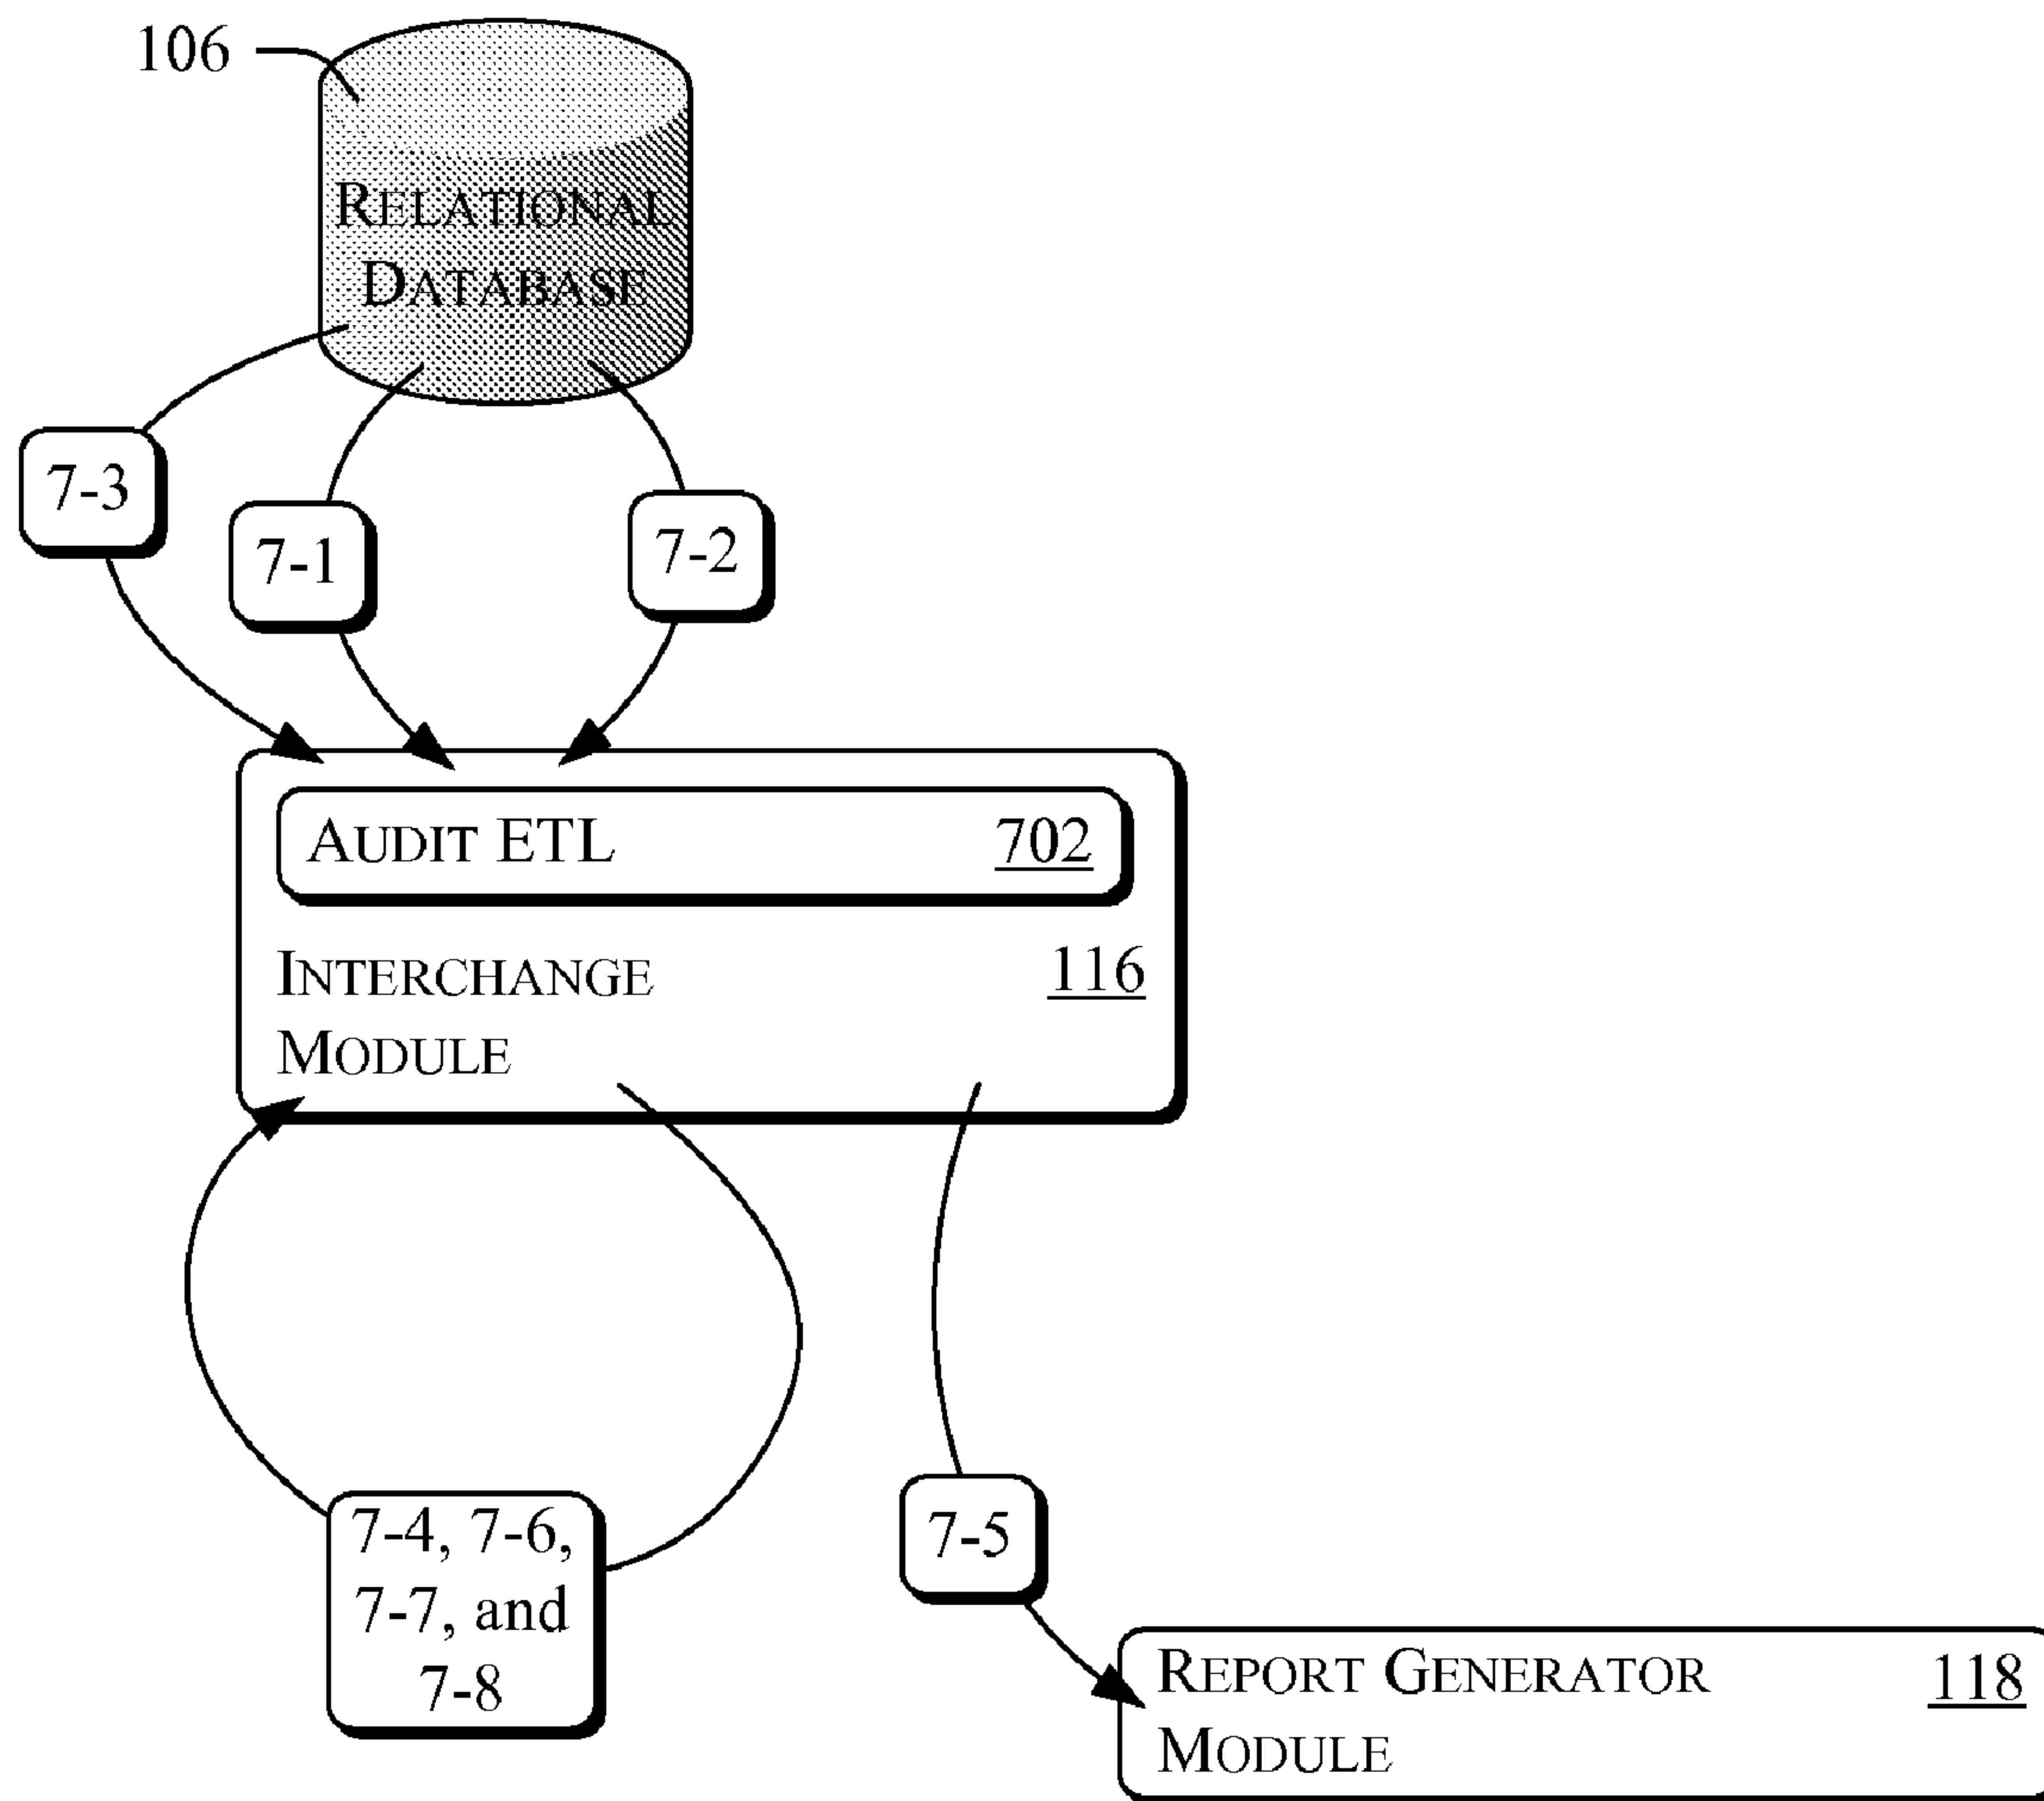 106
RELATIONAL
DATABASE
7-3
7-1
7-2
AUDIT ETL 702
INTERCHANGE 116
MODULE
7-4, 7-6,
7-7, and
7-8
7-5
REPORT GENERATOR 118
MODULE